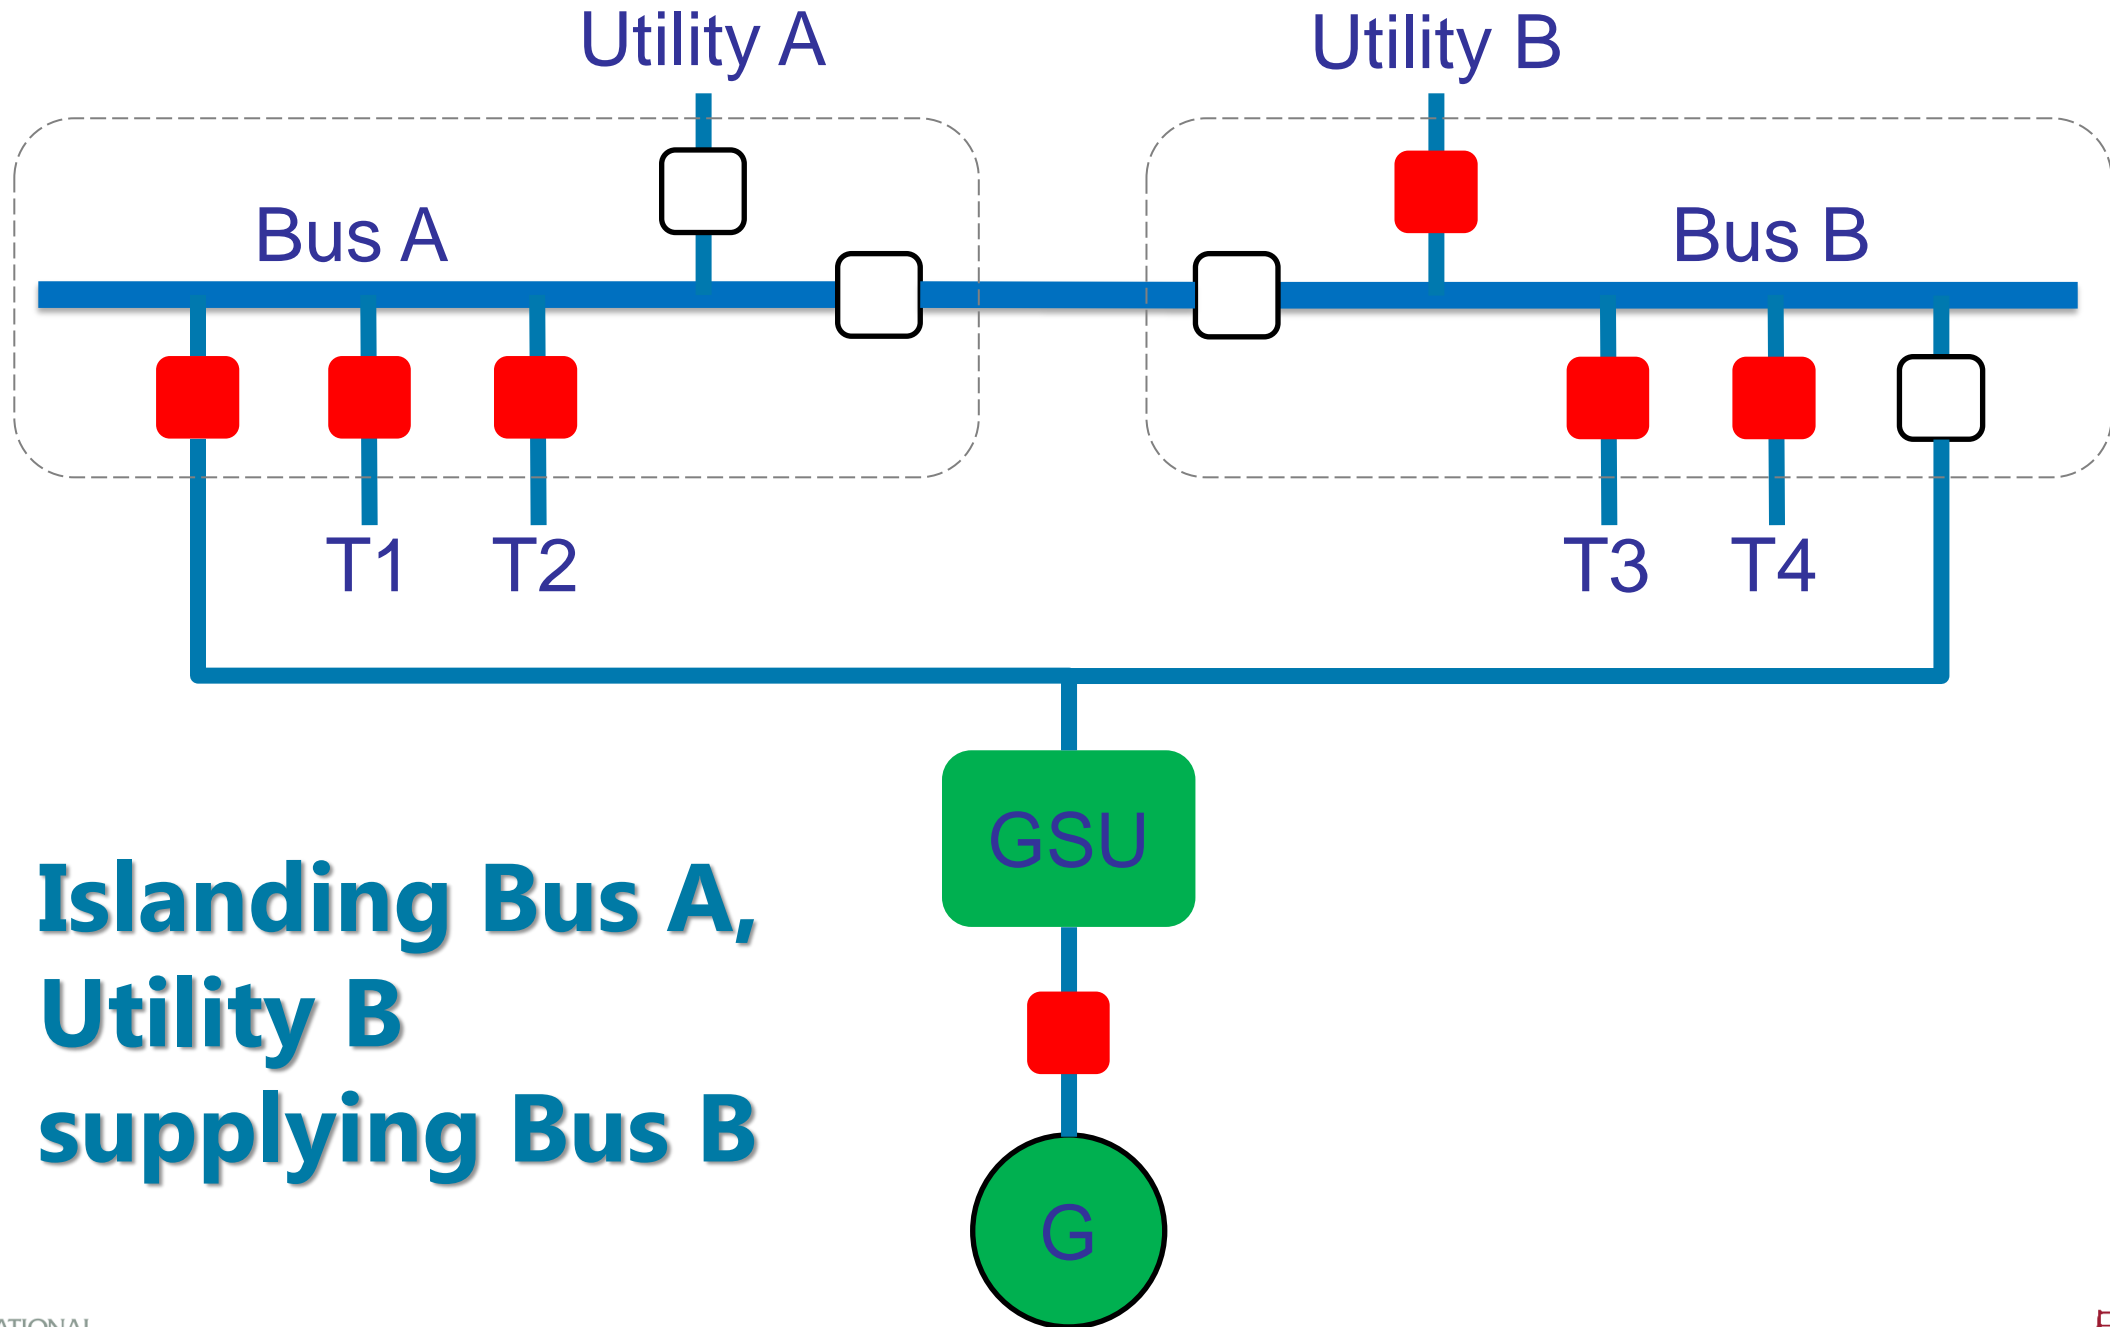 Utility A
Utility B
Bus A
Bus B
T1
T2
T3
T4
GSU
Islanding Bus A,
Utility B
supplying Bus B
G